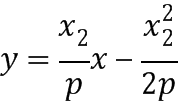 $y = \frac{x_2}{p}x - \frac{x_2^2}{2p}$